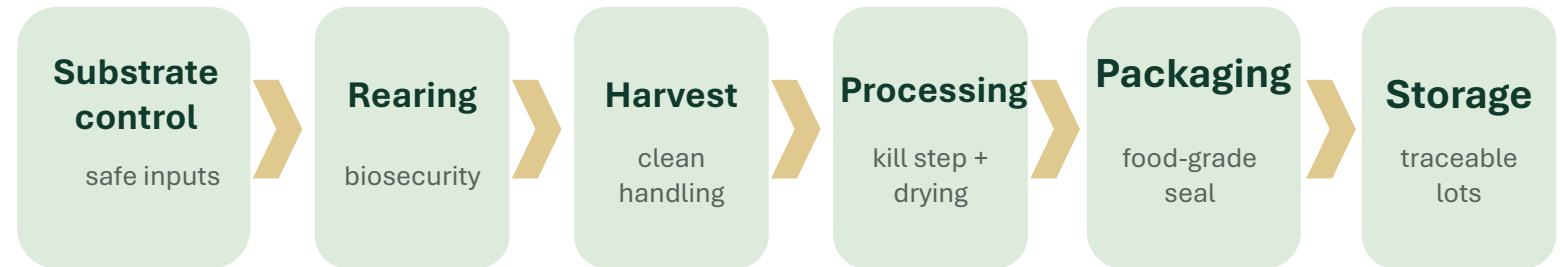 Substrate
control
safe inputs
Rearing
biosecurity
Harvest
clean
handling
Processing
kill step +
drying
Packaging
food-grade
seal
Storage
traceable
lots